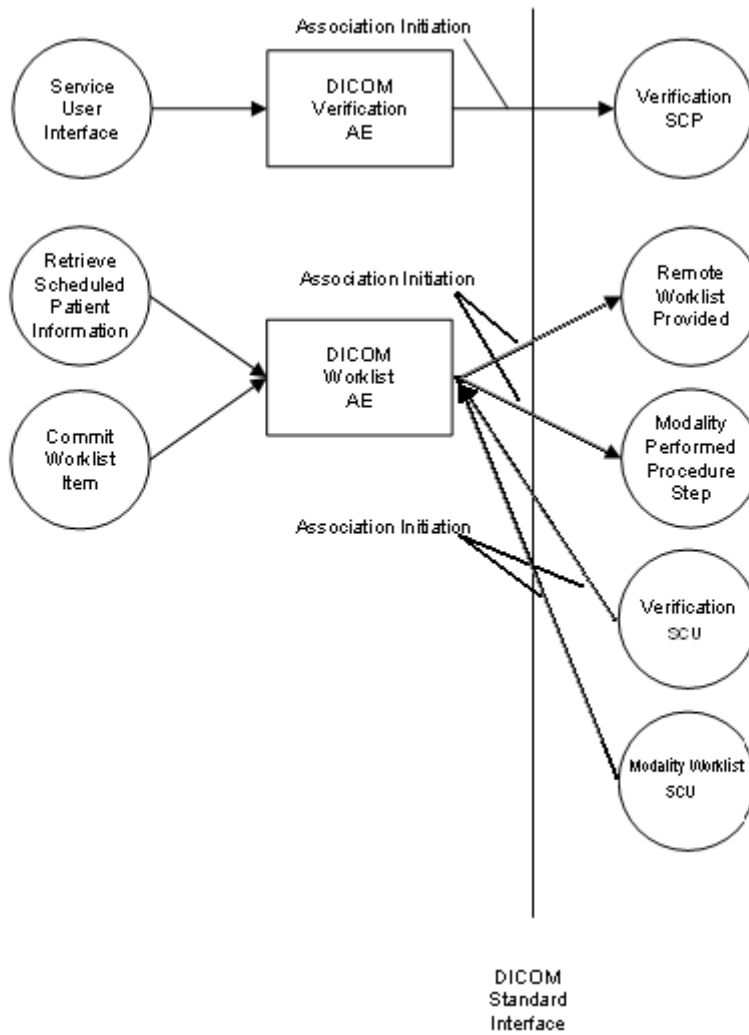 Association Initiation
Service
User
Interface
DICOM
Verification
AE
Verification
SCP
Retrieve
Scheduled
Patient
Information
Association Initiation
DICOM
Worklist
AE
Remote
Worklist
Provided
Commit
Worklist
Item
Modality
Performed
Procedure
Step
Association Initiation
Verification
SCU
Modality Worklist
SCU
DICOM
Standard
Interface